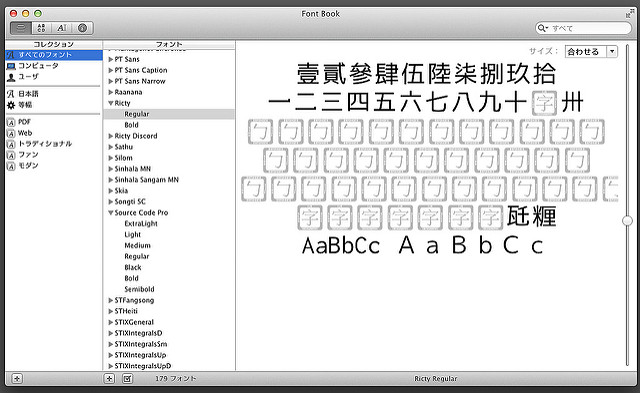 Font Book
すべて
コレクション
すべてのフォント
コンピュータ
ユーザ
日本語
等幅
PDF
Web
トラディショナル
ファン
モダン
フォント
PT Sans
PT Sans Caption
PT Sans Narrow
Raanana
Ricty
Regular
Bold
Ricty Discord
Sathu
Silom
Sinhala MN
Sinhala Sangam MN
Skia
Songti SC
Source Code Pro
ExtraLight
Light
Medium
Regular
Black
Bold
Semibold
STFangsong
STHeiti
STIXGeneral
STIXIntegralsD
STIXIntegralsSm
STIXIntegralsUp
STIXIntegralsUpD
サイズ： 合わせる
壹貳參肆伍陸柒捌玖拾
一二三四五六七八九十字卅
ㄅㄅㄅㄅㄅㄅㄅㄅㄅㄅㄅㄅ
ㄅㄅㄅㄅㄅㄅㄅㄅㄅㄅㄅ
ㄅㄅㄅㄅㄅㄅㄅㄅㄅㄅㄅㄅㄅ
字字字字字字字瓩糎
AaBbCc ＡａＢｂＣｃ
179 フォント
Ricty Regular